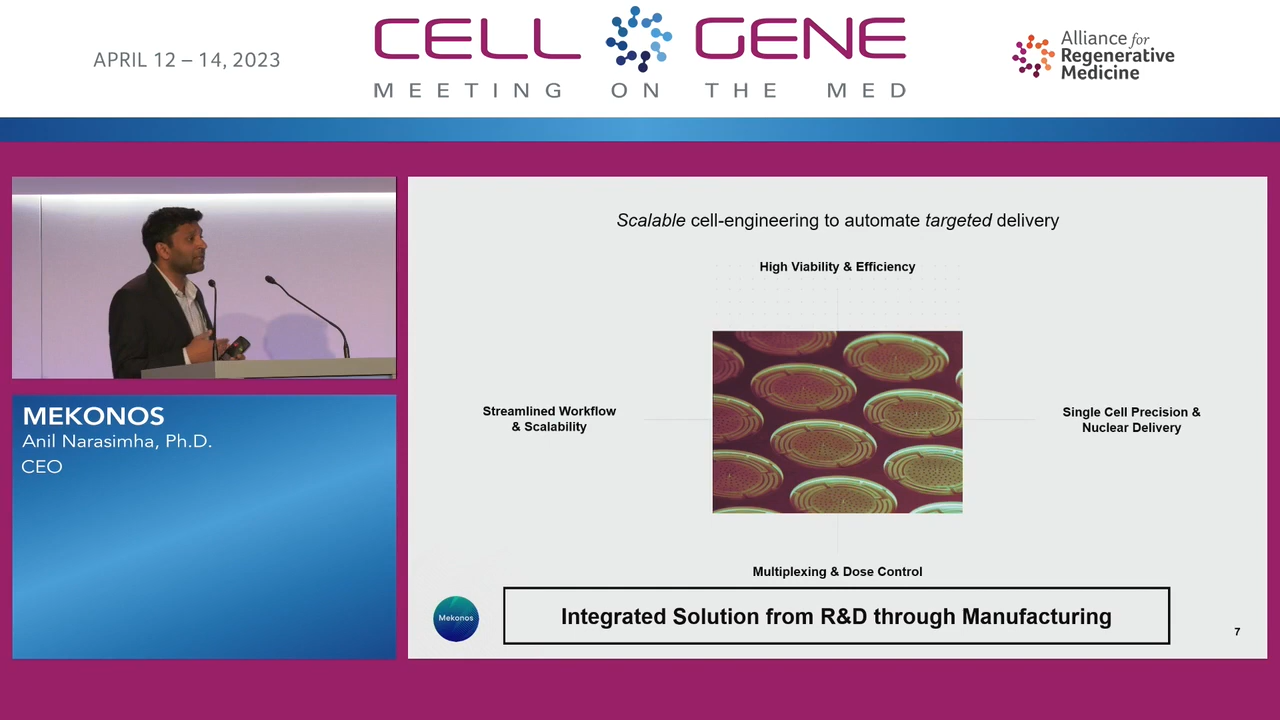 APRIL 12 – 14, 2023
CELL GENE
MEETING ON THE MED
Alliance for
Regenerative
Medicine
MEKONOS
Anil Narasimha, Ph.D.
CEO
Scalable cell-engineering to automate targeted delivery
High Viability & Efficiency
Streamlined Workflow
& Scalability
Single Cell Precision &
Nuclear Delivery
Multiplexing & Dose Control
Mekonos
Integrated Solution from R&D through Manufacturing
7